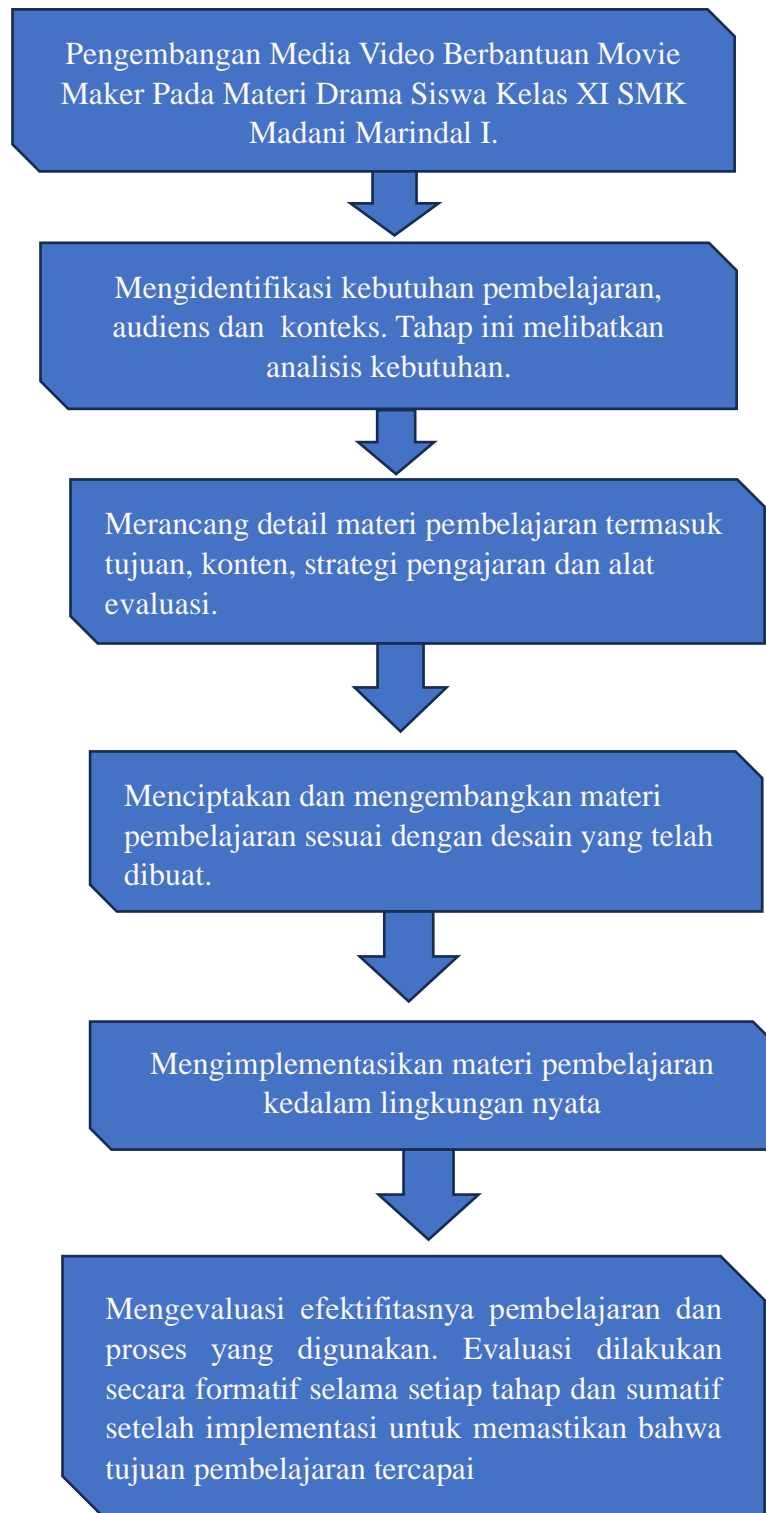 Pengembangan Media Video Berbantuan Movie
Maker Pada Materi Drama Siswa Kelas XI SMK
Madani Marindal I.
Mengidentifikasi kebutuhan pembelajaran,
audiens dan konteks. Tahap ini melibatkan
analisis kebutuhan.
Merancang detail materi pembelajaran termasuk
tujuan, konten, strategi pengajaran dan alat
evaluasi.
Menciptakan dan mengembangkan materi
pembelajaran sesuai dengan desain yang telah
dibuat.
Mengimplementasikan materi pembelajaran
kedalam lingkungan nyata
Mengevaluasi efektifitasnya pembelajaran dan
proses yang digunakan. Evaluasi dilakukan
secara formatif selama setiap tahap dan sumatif
setelah implementasi untuk memastikan bahwa
tujuan pembelajaran tercapai